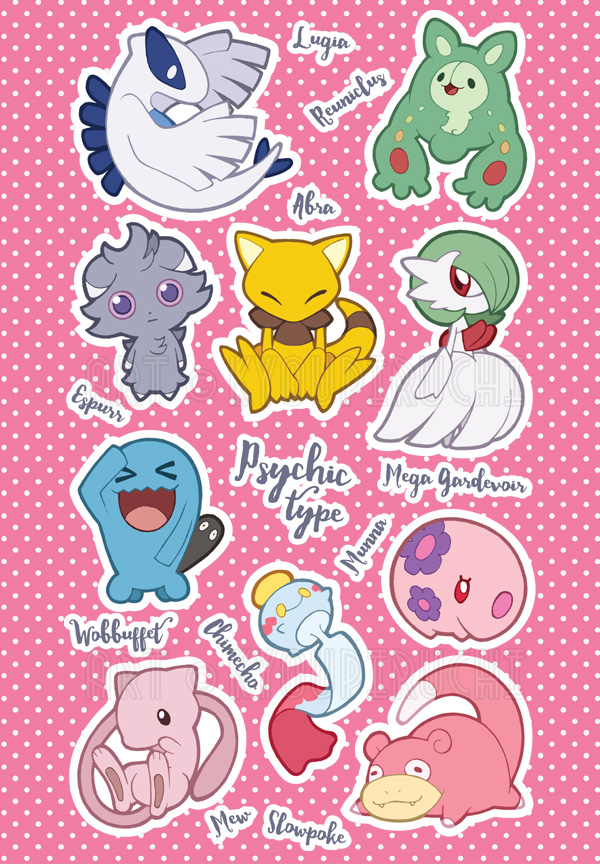 Lugia
Reuniclus
Abra
Espurr
Psychic
type
Mega Gardevoir
Munna
Wobbuffet
Chimecho
Mew
Slowpoke